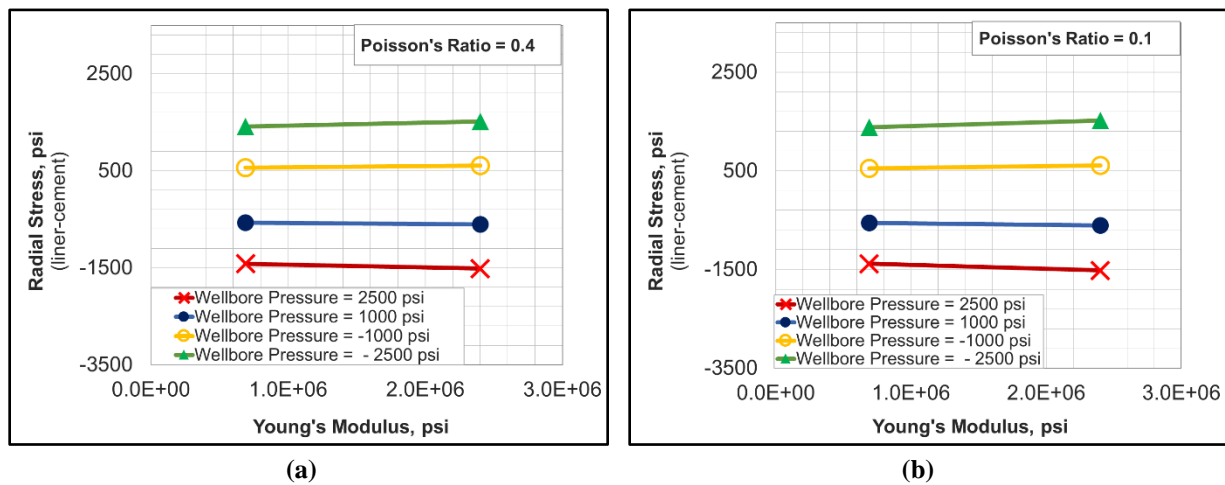 Poisson's Ratio = 0.4
2500
500
-1500
-3500
Radial Stress, psi
(liner-cement)
Wellbore Pressure = 2500 psi
Wellbore Pressure = 1000 psi
Wellbore Pressure = -1000 psi
Wellbore Pressure = - 2500 psi
0.0E+00
1.0E+06
2.0E+06
3.0E+06
Young's Modulus, psi
(a)
Poisson's Ratio = 0.1
2500
500
-1500
-3500
Radial Stress, psi
(liner-cement)
Wellbore Pressure = 2500 psi
Wellbore Pressure = 1000 psi
Wellbore Pressure = -1000 psi
Wellbore Pressure = - 2500 psi
0.0E+00
1.0E+06
2.0E+06
3.0E+06
Young's Modulus, psi
(b)